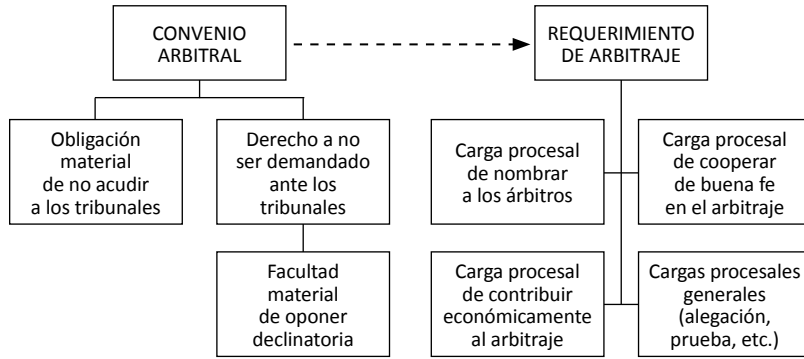 CONVENIO
ARBITRAL
REQUERIMIENTO
DE ARBITRAJE
Obligación
material
de no acudir
a los tribunales
Derecho a no
ser demandado
ante los
tribunales
Carga procesal
de nombrar
a los árbitros
Carga procesal
de cooperar
de buena fe
en el arbitraje
Facultad
material
de oponer
declinatoria
Carga procesal
de contribuir
económicamente
al arbitraje
Cargas procesales
generales
(alegación,
prueba, etc.)